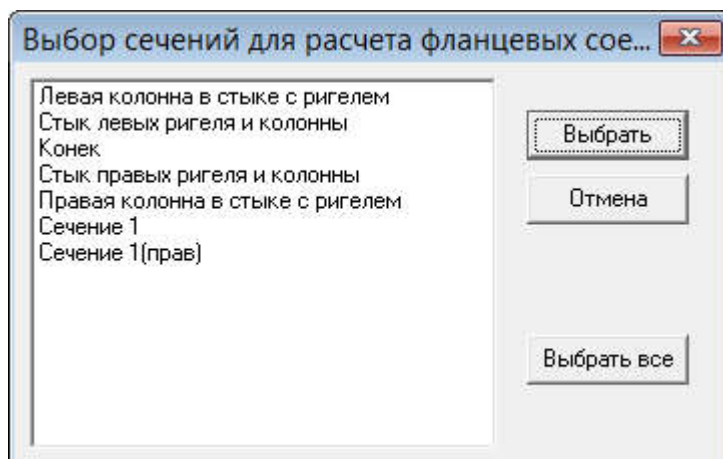 Выбор сечений для расчета фланцевых сое...
Левая колонна в стыке с ригелем
Стык левых ригеля и колонны
Конек
Стык правых ригеля и колонны
Правая колонна в стыке с ригелем
Сечение 1
Сечение 1(прав)
Выбрать
Отмена
Выбрать все